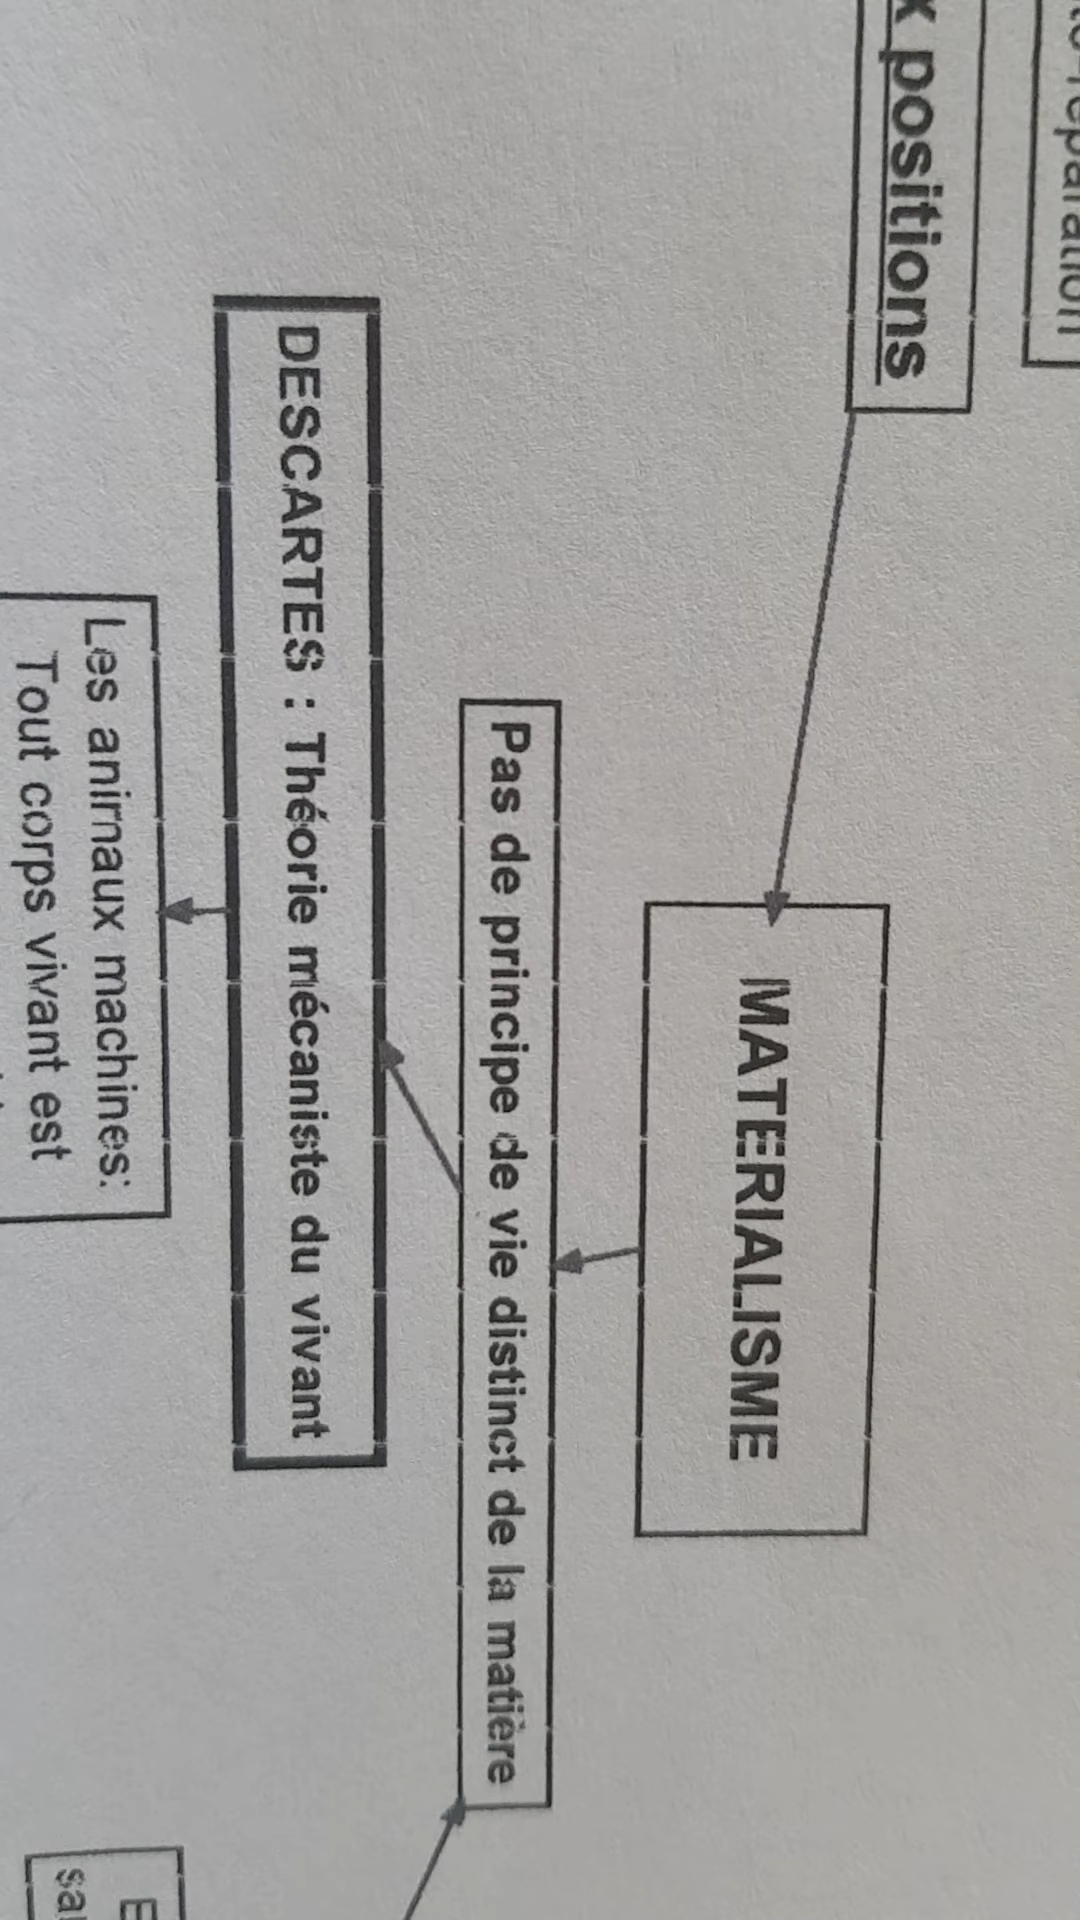 positions
MATERIALISME
Pas de principe de vie distinct de la matière
DESCARTES : Théorie mécaniste du vivant
Les animaux machines:
Tout corps vivant est